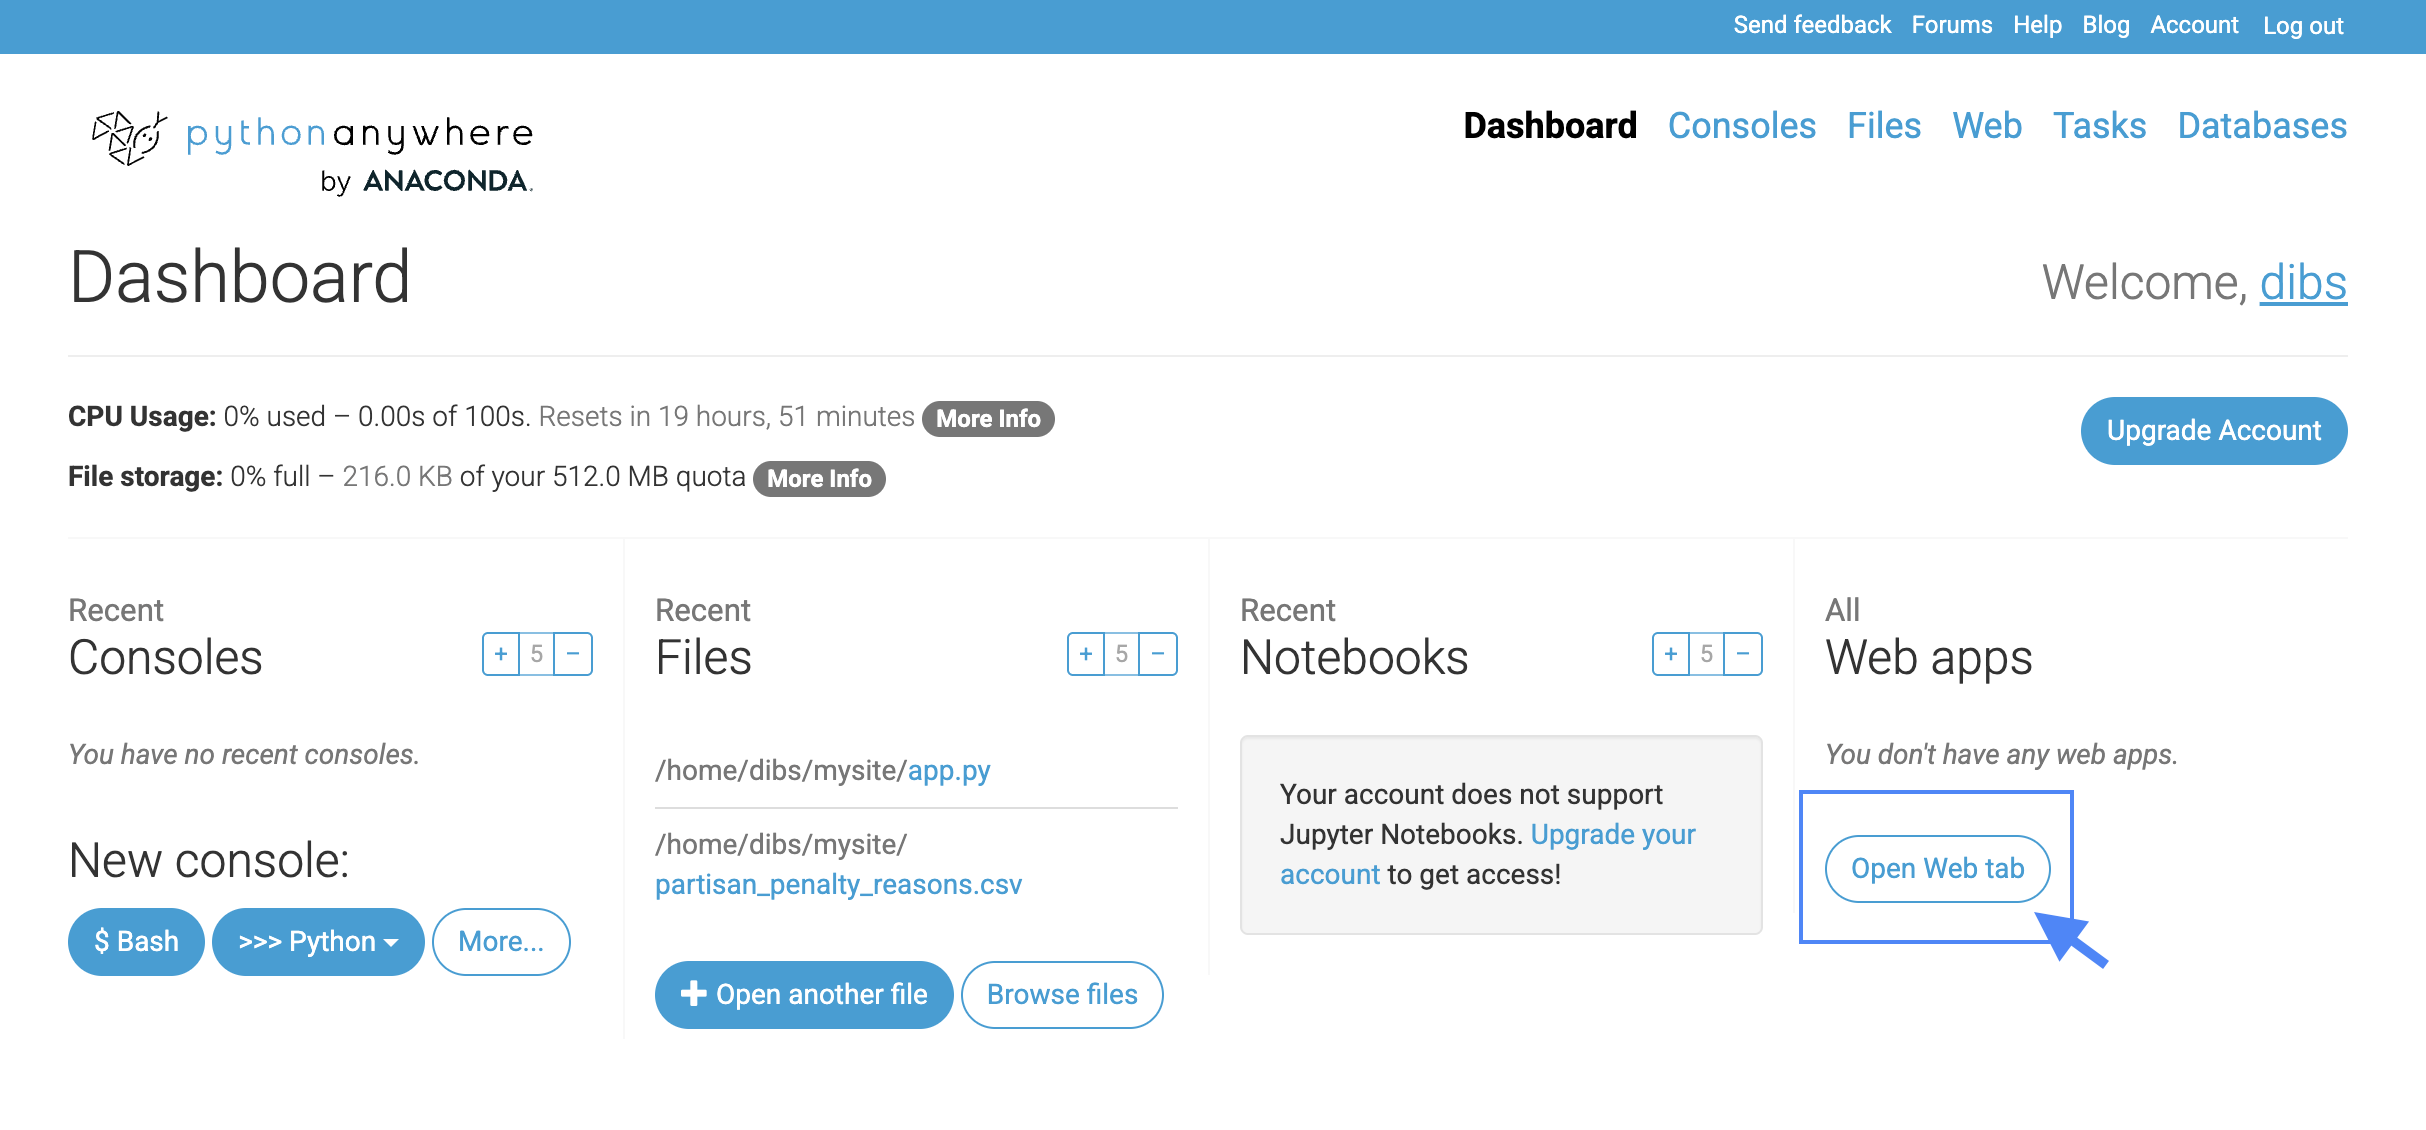 Send feedback Forums Help Blog Account Log out
pythonanywhere
by ANACONDA.
Dashboard Consoles Files Web Tasks Databases
Dashboard
Welcome, dibs
CPU Usage: 0% used – 0.00s of 100s. Resets in 19 hours, 51 minutes More Info
Upgrade Account
File storage: 0% full – 216.0 KB of your 512.0 MB quota More Info
Recent
Consoles
+ 5 −
You have no recent consoles.
New console:
$ Bash >>> Python More...
Recent
Files
+ 5 −
/home/dibs/mysite/app.py
/home/dibs/mysite/
partisan_penalty_reasons.csv
+ Open another file Browse files
Recent
Notebooks
+ 5 −
Your account does not support
Jupyter Notebooks. Upgrade your
account to get access!
All
Web apps
You don't have any web apps.
Open Web tab